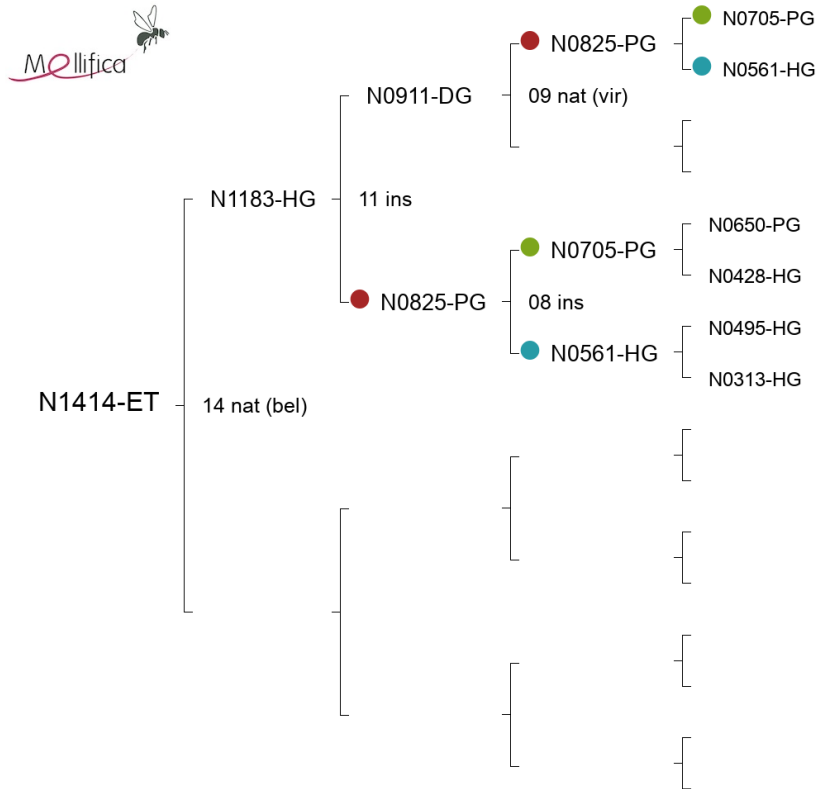 Mellifica
N0705-PG
N0825-PG
N0561-HG
N0911-DG
09 nat (vir)
N1183-HG
11 ins
N0650-PG
N0705-PG
N0428-HG
N0825-PG
08 ins
N0495-HG
N0561-HG
N0313-HG
N1414-ET
14 nat (bel)